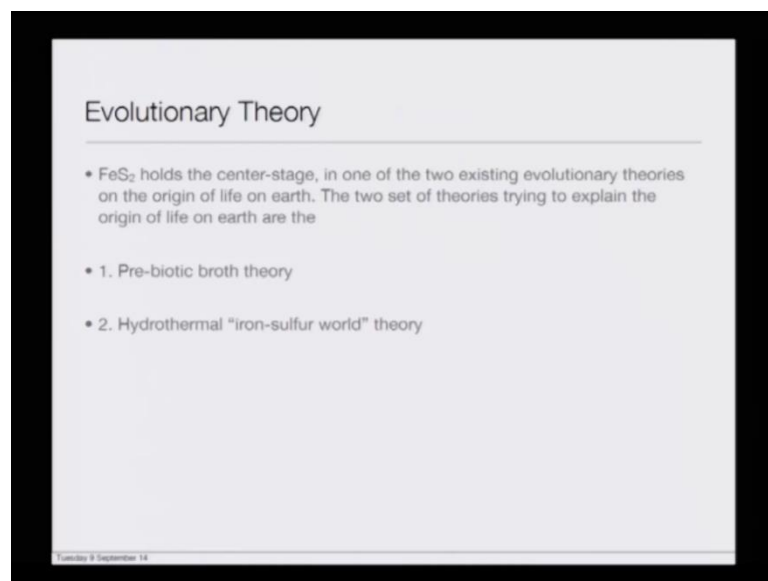 Evolutionary Theory
• FeS₂ holds the center-stage, in one of the two existing evolutionary theories
on the origin of life on earth. The two set of theories trying to explain the
origin of life on earth are the
• 1. Pre-biotic broth theory
• 2. Hydrothermal “iron-sulfur world” theory
Tuesday 9 September 14